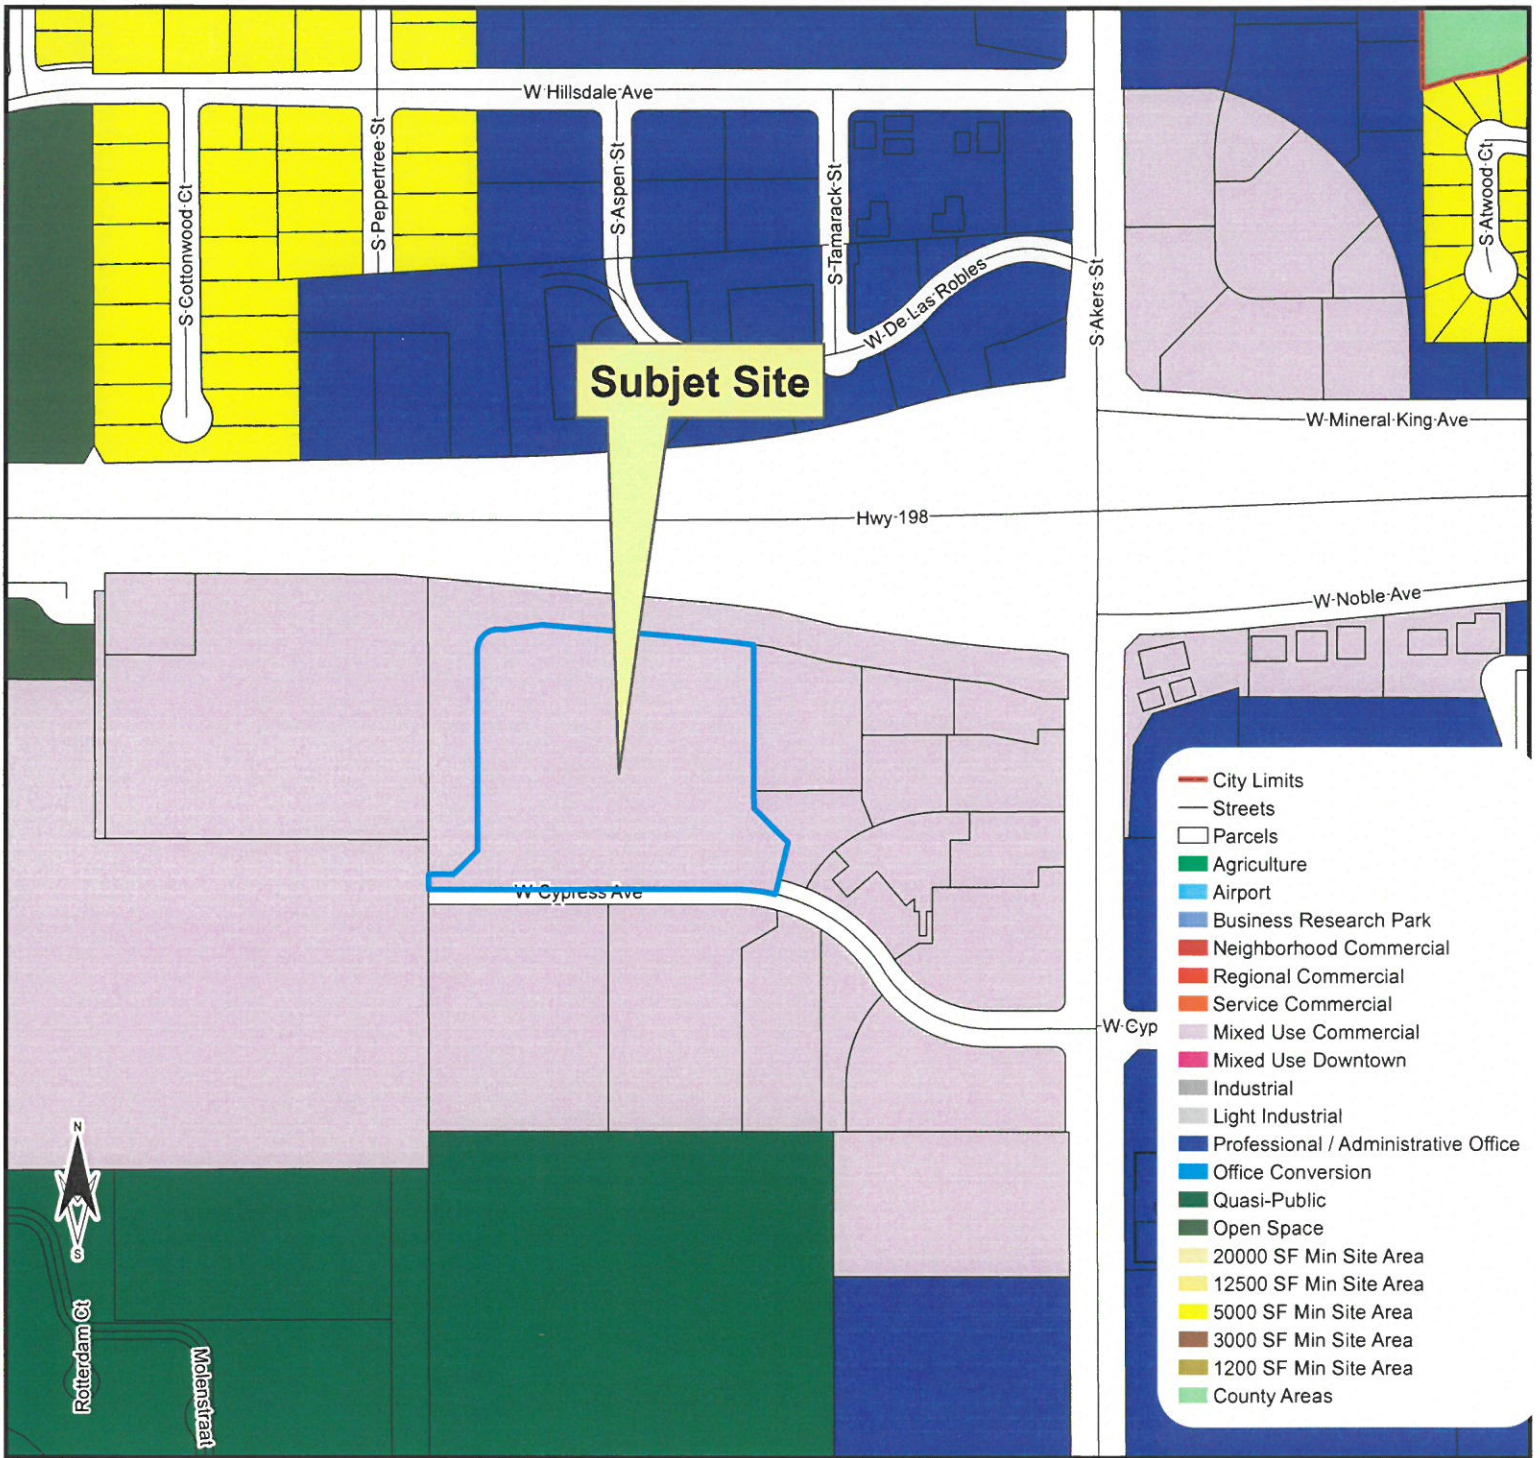 W Hillsdale Ave
S Cottonwood Ct
S Peppertree St
S Aspen St
S Tamarack St
W De Las Robles
S Akers St
S Atwood Ct
Subjet Site
W Mineral King Ave
Hwy 198
W Noble Ave
W Cypress Ave
W Cyp
N
S
Rotterdam Ct
Molenstraat
City Limits
Streets
Parcels
Agriculture
Airport
Business Research Park
Neighborhood Commercial
Regional Commercial
Service Commercial
Mixed Use Commercial
Mixed Use Downtown
Industrial
Light Industrial
Professional / Administrative Office
Office Conversion
Quasi-Public
Open Space
20000 SF Min Site Area
12500 SF Min Site Area
5000 SF Min Site Area
3000 SF Min Site Area
1200 SF Min Site Area
County Areas